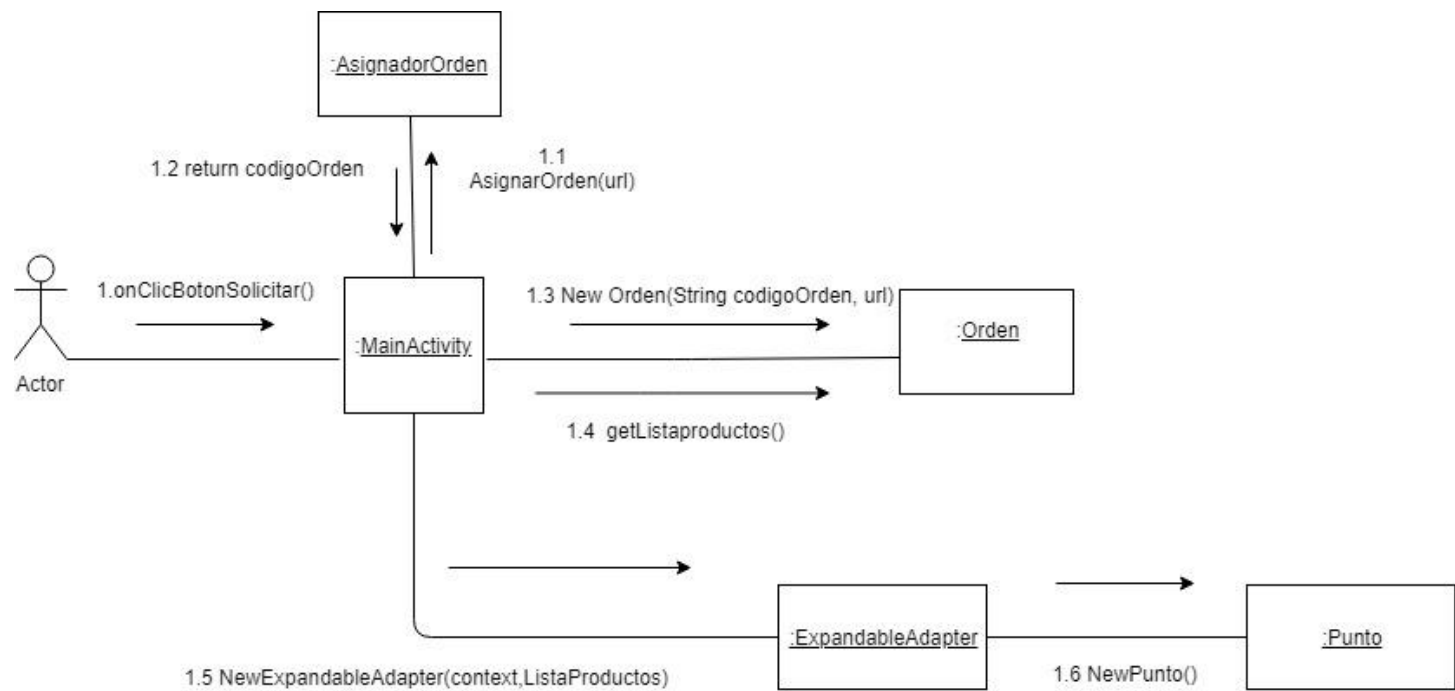 :AsignadorOrden
1.2 return codigoOrden
1.1
AsignarOrden(url)
1.onClicBotonSolicitar()
1.3 New Orden(String codigoOrden, url)
:Orden
:MainActivity
Actor
1.4 getListaproductos()
:ExpandableAdapter
:Punto
1.5 NewExpandableAdapter(context,ListaProductos)
1.6 NewPunto()